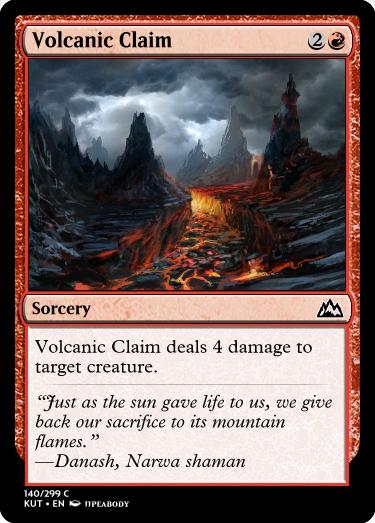 Volcanic Claim 2
Sorcery
Volcanic Claim deals 4 damage to
target creature.
“Just as the sun gave life to us, we give
back our sacrifice to its mountain
flames.”
—Danash, Narwa shaman
140/299 C
KUT • EN JJPEABODY